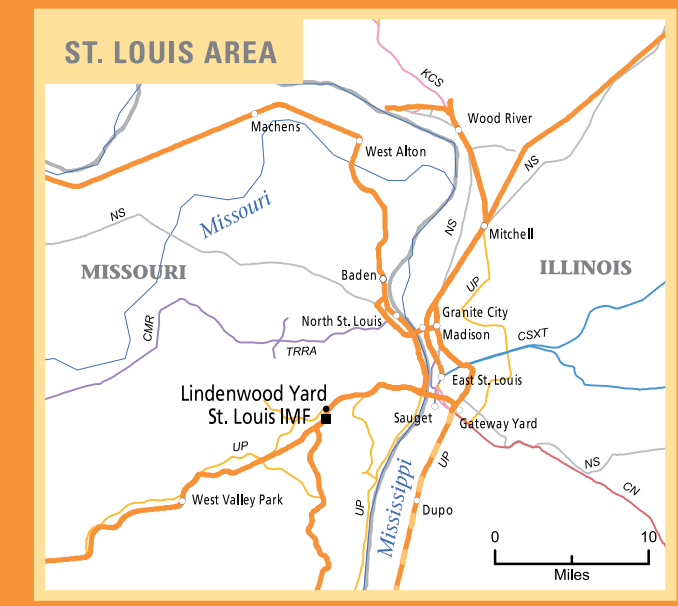 ST. LOUIS AREA
KCS
Wood River
Machens
West Alton
NS
Missouri
NS
NS
Mitchell
MISSOURI
ILLINOIS
Baden
UP
Granite City
North St. Louis
Madison
CMR
CSXT
TRRA
East St. Louis
Lindenwood Yard
St. Louis IMF
Sauget
Gateway Yard
UP
UP
NS
CN
West Valley Park
UP
Mississippi
Dupo
0 10
Miles